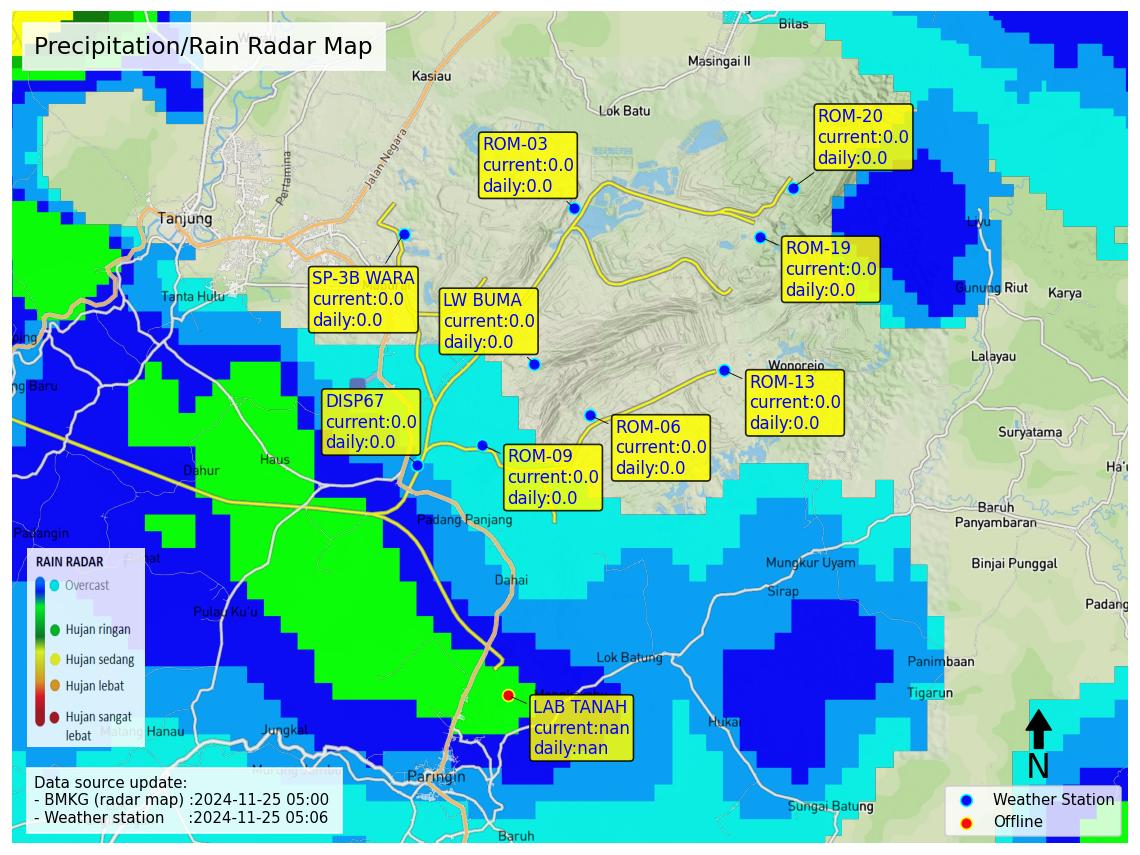 Precipitation/Rain Radar Map
Bilas
Masingai II
Kasiau
Lok Batu
ROM-20
current:0.0
daily:0.0
ROM-03
current:0.0
daily:0.0
Jalan Negara
Pertamina
Tanjung
Liyu
ROM-19
current:0.0
daily:0.0
SP-3B WARA
current:0.0
daily:0.0
LW BUMA
current:0.0
daily:0.0
Tanta Hulu
Gunung Riut
Karya
Lalayau
Wonorejo
ROM-13
current:0.0
daily:0.0
ng Baru
DISP67
current:0.0
daily:0.0
ROM-06
current:0.0
daily:0.0
ROM-09
current:0.0
daily:0.0
Suryatama
Haus
Dahur
Padang Panjang
Baruh
Panyambaran
Padangin
Mungkur Uyam
Binjai Punggal
Dahai
Sirap
Padang
Pulau Ku'u
RAIN RADAR
Overcast
Hujan ringan
Hujan sedang
Hujan lebat
Hujan sangat
lebat
Lok Batung
Panimbaan
Tigarun
LAB TANAH
current:nan
daily:nan
Hukai
Jungkal
Matang Hanau
Paringin
N
Data source update:
- BMKG (radar map) :2024-11-25 05:00
- Weather station :2024-11-25 05:06
Weather Station
Offline
Sungai Batung
Baruh